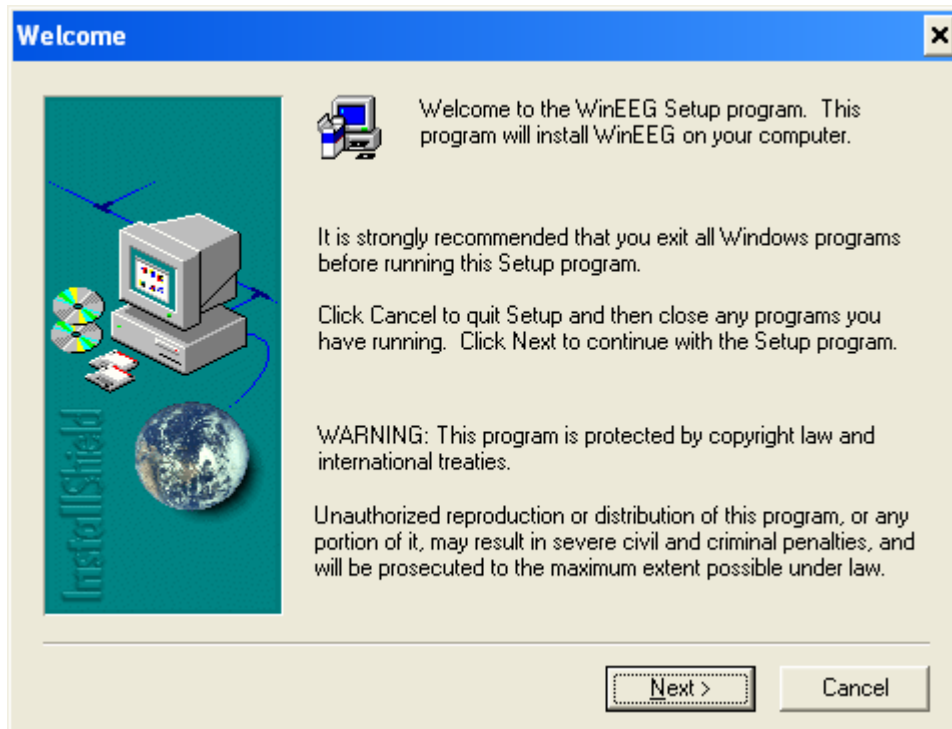 Welcome
Welcome to the WinEEG Setup program. This
program will install WinEEG on your computer.
It is strongly recommended that you exit all Windows programs
before running this Setup program.
Click Cancel to quit Setup and then close any programs you
have running. Click Next to continue with the Setup program.
WARNING: This program is protected by copyright law and
international treaties.
Unauthorized reproduction or distribution of this program, or any
portion of it, may result in severe civil and criminal penalties, and
will be prosecuted to the maximum extent possible under law.
InstallShield
Next >
Cancel